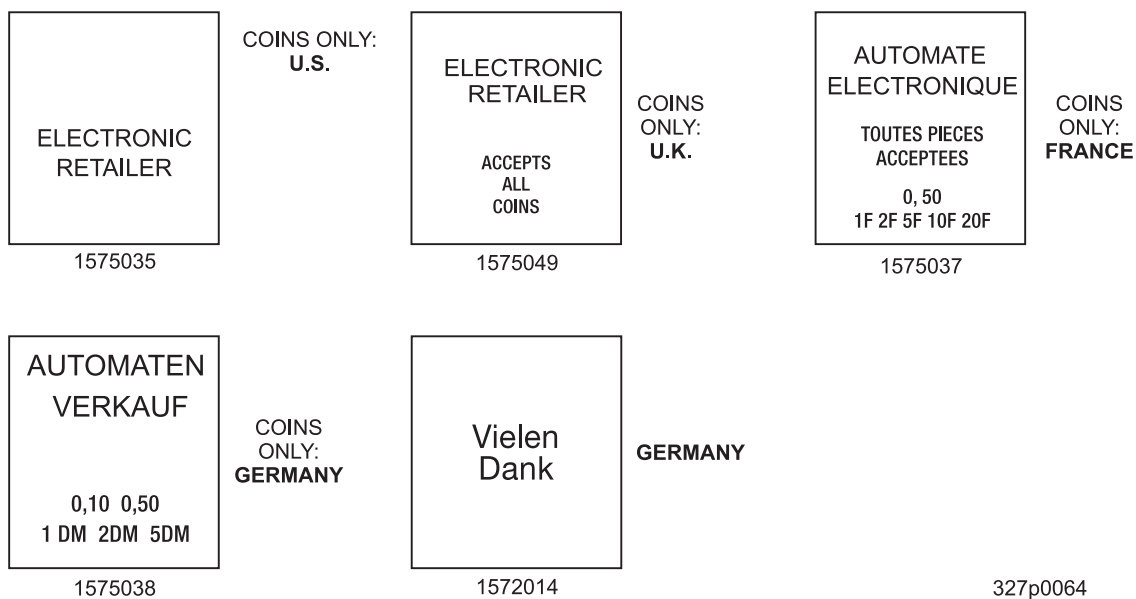 ELECTRONIC
RETAILER
1575035
COINS ONLY:
U.S.
ELECTRONIC
RETAILER
ACCEPTS
ALL
COINS
1575049
COINS
ONLY:
U.K.
AUTOMATE
ELECTRONIQUE
TOUTES PIECES
ACCEPTEES
0, 50
1F 2F 5F 10F 20F
1575037
COINS
ONLY:
FRANCE
AUTOMATEN
VERKAUF
0,10 0,50
1 DM 2DM 5DM
1575038
COINS
ONLY:
GERMANY
Vielen
Dank
1572014
GERMANY
327p0064